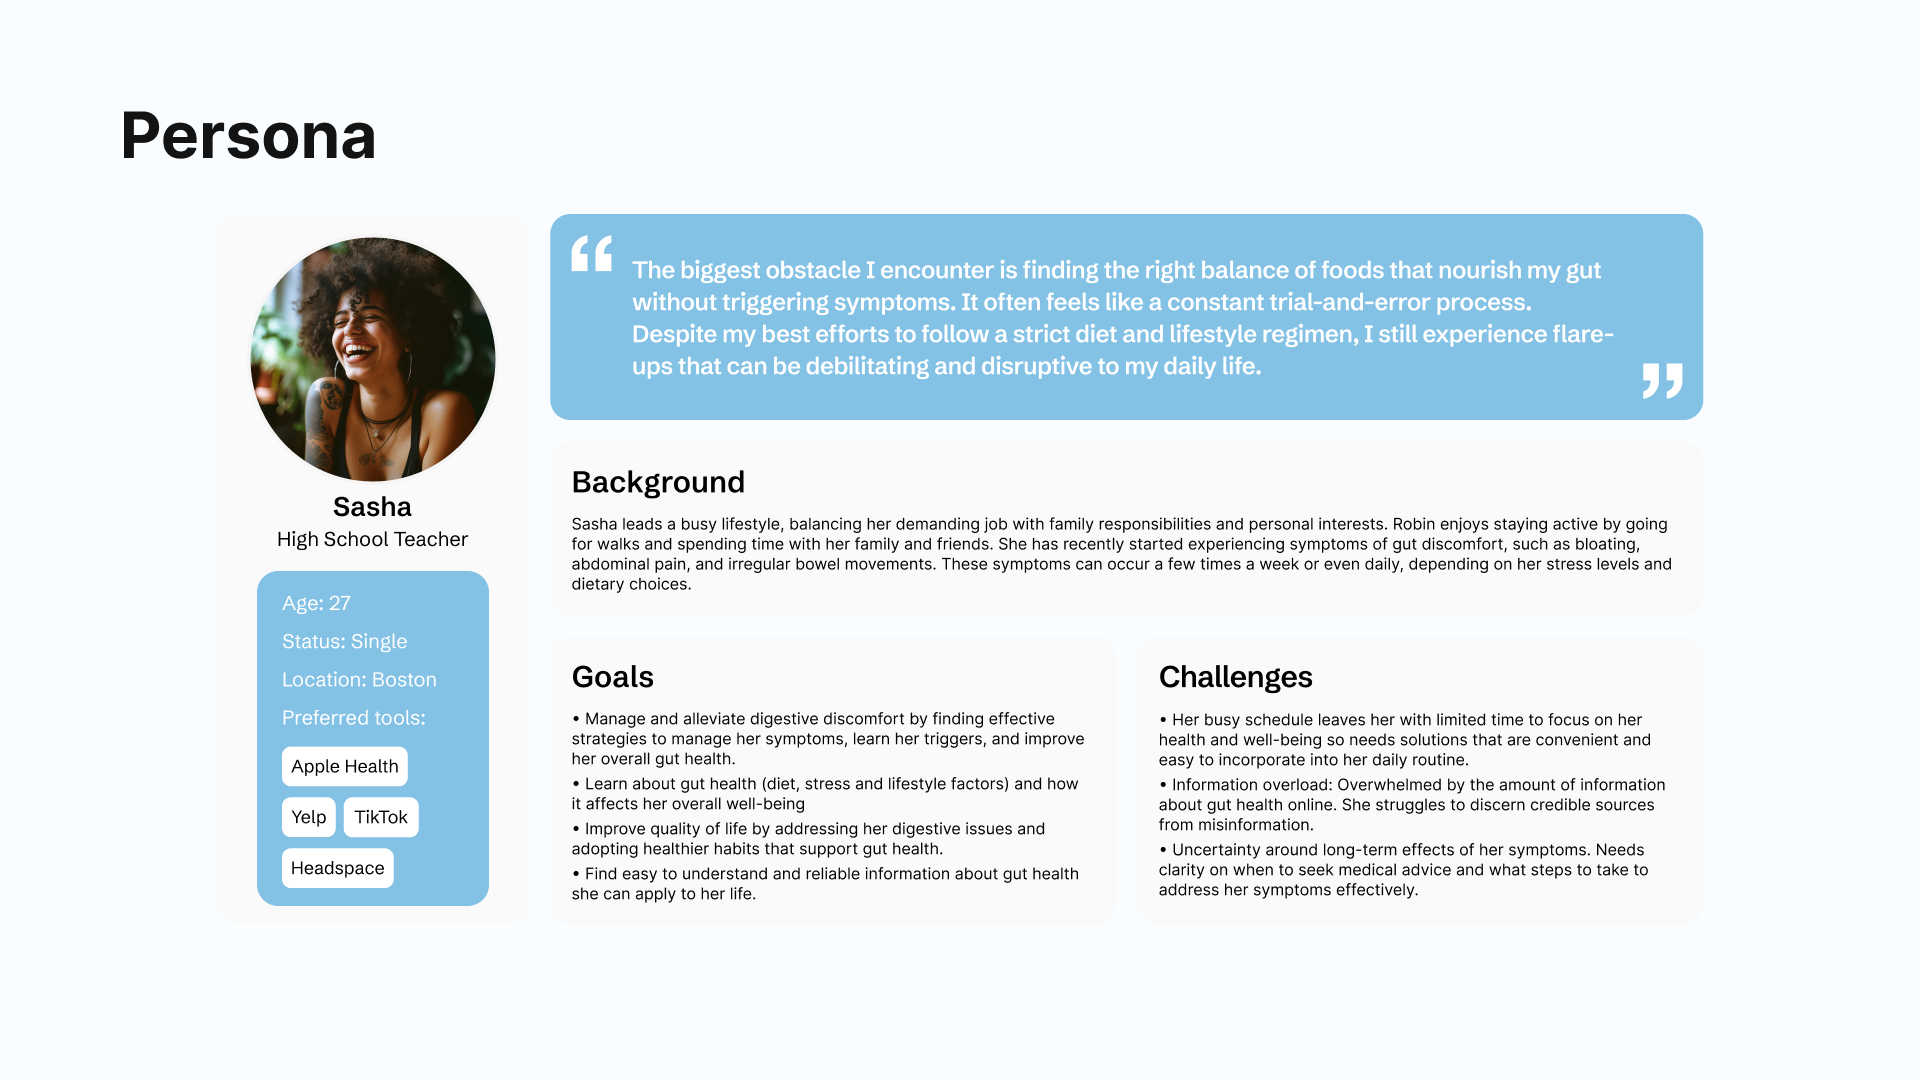 Persona
“
The biggest obstacle I encounter is finding the right balance of foods that nourish my gut
without triggering symptoms. It often feels like a constant trial-and-error process.
Despite my best efforts to follow a strict diet and lifestyle regimen, I still experience flare-
ups that can be debilitating and disruptive to my daily life.
”
Sasha
High School Teacher
Age: 27
Status: Single
Location: Boston
Preferred tools:
Apple Health
Yelp TikTok
Headspace
Background
Sasha leads a busy lifestyle, balancing her demanding job with family responsibilities and personal interests. Robin enjoys staying active by going
for walks and spending time with her family and friends. She has recently started experiencing symptoms of gut discomfort, such as bloating,
abdominal pain, and irregular bowel movements. These symptoms can occur a few times a week or even daily, depending on her stress levels and
dietary choices.
Goals
• Manage and alleviate digestive discomfort by finding effective
strategies to manage her symptoms, learn her triggers, and improve
her overall gut health.
• Learn about gut health (diet, stress and lifestyle factors) and how
it affects her overall well-being
• Improve quality of life by addressing her digestive issues and
adopting healthier habits that support gut health.
• Find easy to understand and reliable information about gut health
she can apply to her life.
Challenges
• Her busy schedule leaves her with limited time to focus on her
health and well-being so needs solutions that are convenient and
easy to incorporate into her daily routine.
• Information overload: Overwhelmed by the amount of information
about gut health online. She struggles to discern credible sources
from misinformation.
• Uncertainty around long-term effects of her symptoms. Needs
clarity on when to seek medical advice and what steps to take to
address her symptoms effectively.